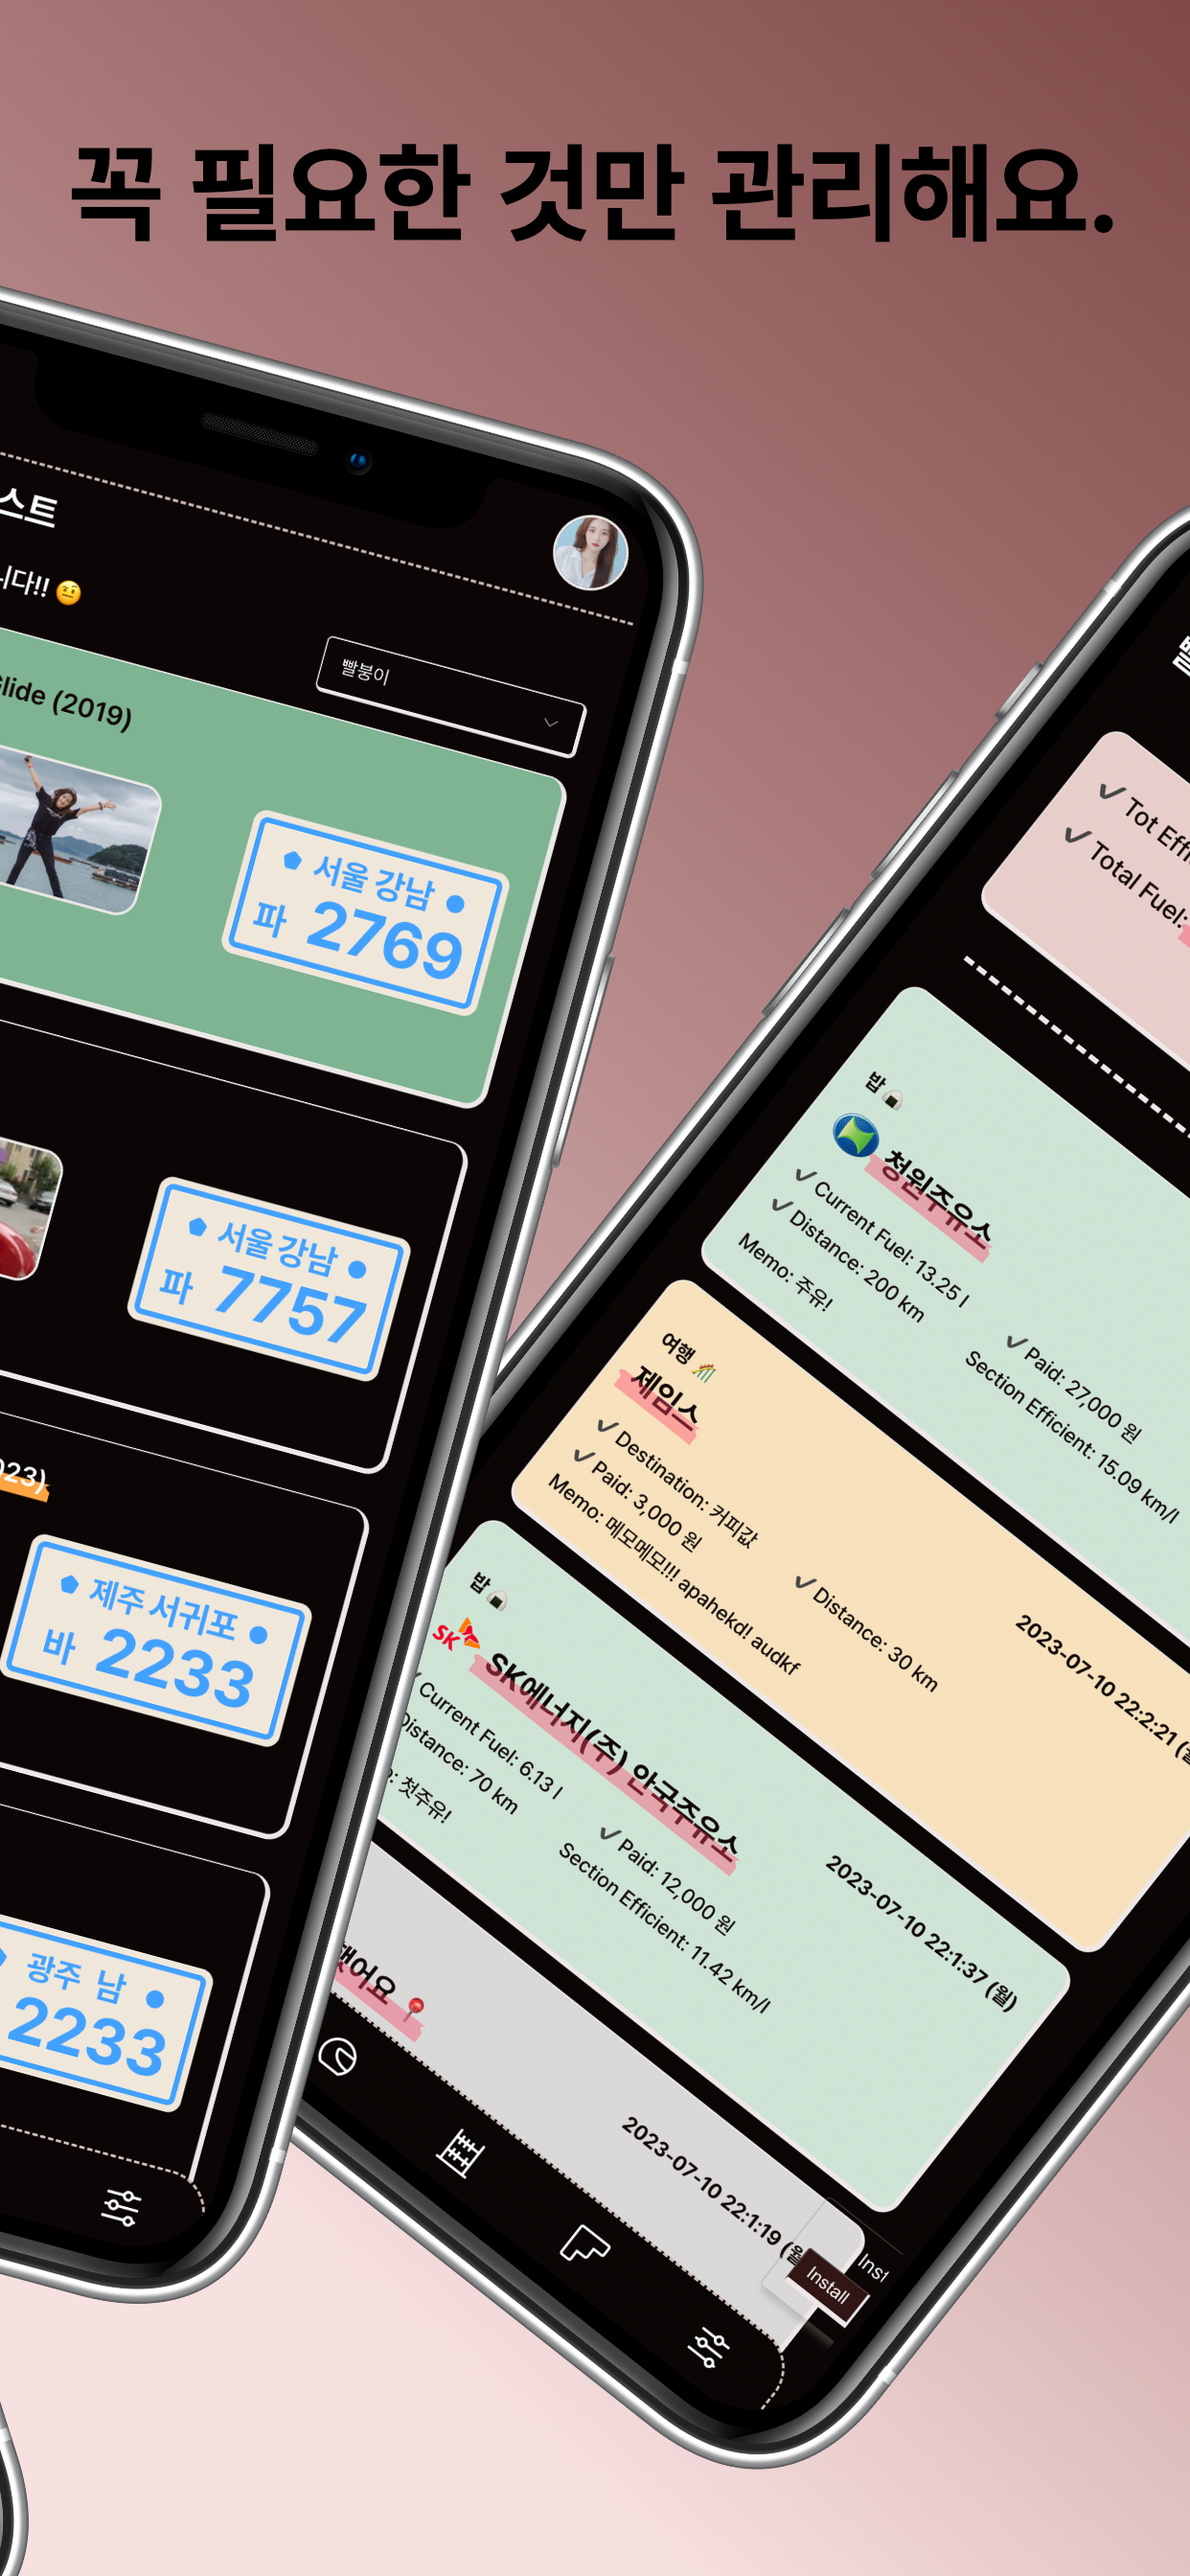 꼭 필요한 것만 관리해요.
스트
니다!! 🤨
빨붕이
Glide (2019)
서울 강남
파 2769
서울 강남
파 7757
023)
제주 서귀포
바 2233
광주 남
2233
Tot Effi
Total Fuel:
밥🍙
청원주유소
Current Fuel: 13.25 l
Distance: 200 km
Memo: 주유!
Paid: 27,000 원
Section Efficient: 15.09 km/l
여행 🎢
제임스
Destination: 커피값
Paid: 3,000 원
Memo: 메모메모!!! apahekd! audkf
Distance: 30 km
2023-07-10 22:2:21 (월
밥🍙
SK
SK에너지(주) 안국주유소
Current Fuel: 6.13 l
Distance: 70 km
: 첫주유!
Paid: 12,000 원
Section Efficient: 11.42 km/l
2023-07-10 22:1:37 (월)
했어요 📍
2023-07-10 22:1:19 (월
Inst
Install